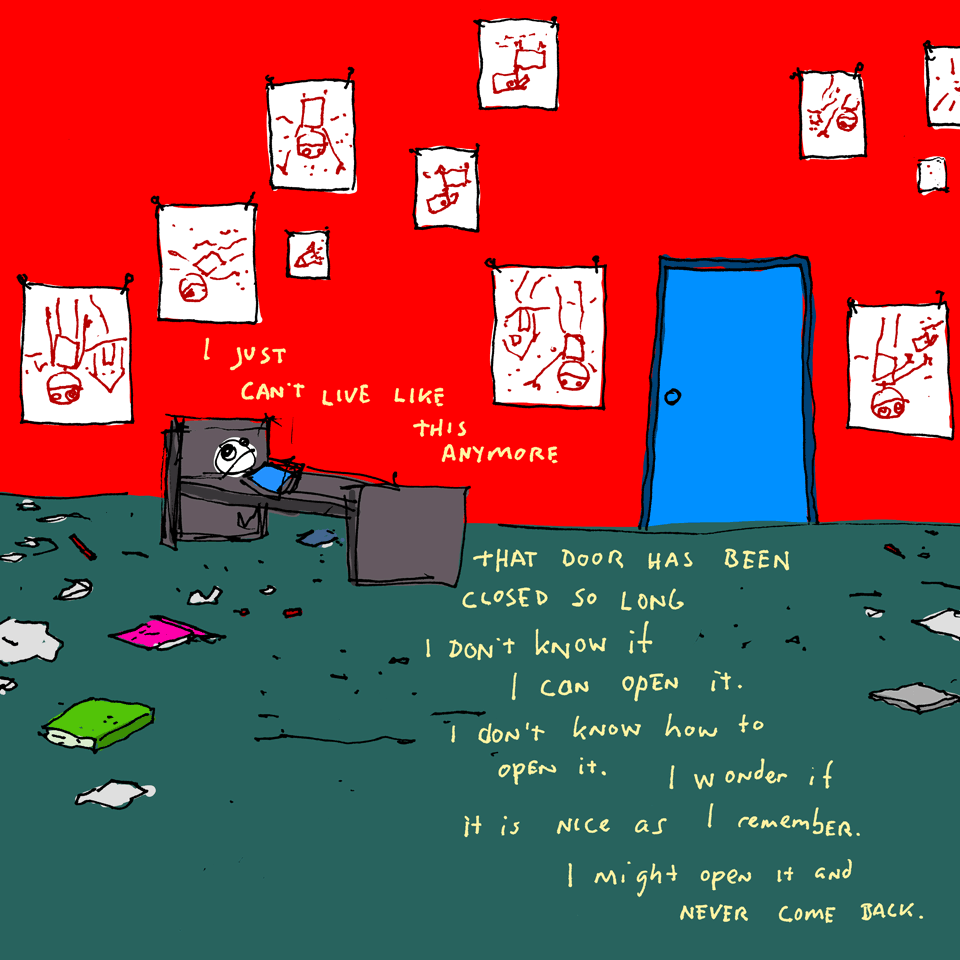 I JUST
CAN'T LIVE LIKE
THIS
ANYMORE
THAT DOOR HAS BEEN
CLOSED SO LONG
I DON'T KNOW if
I CAN OPEN it.
I don't know how to
OPEN it. I wonder if
it is NICE as I remember.
I might open it and
NEVER COME BACK.